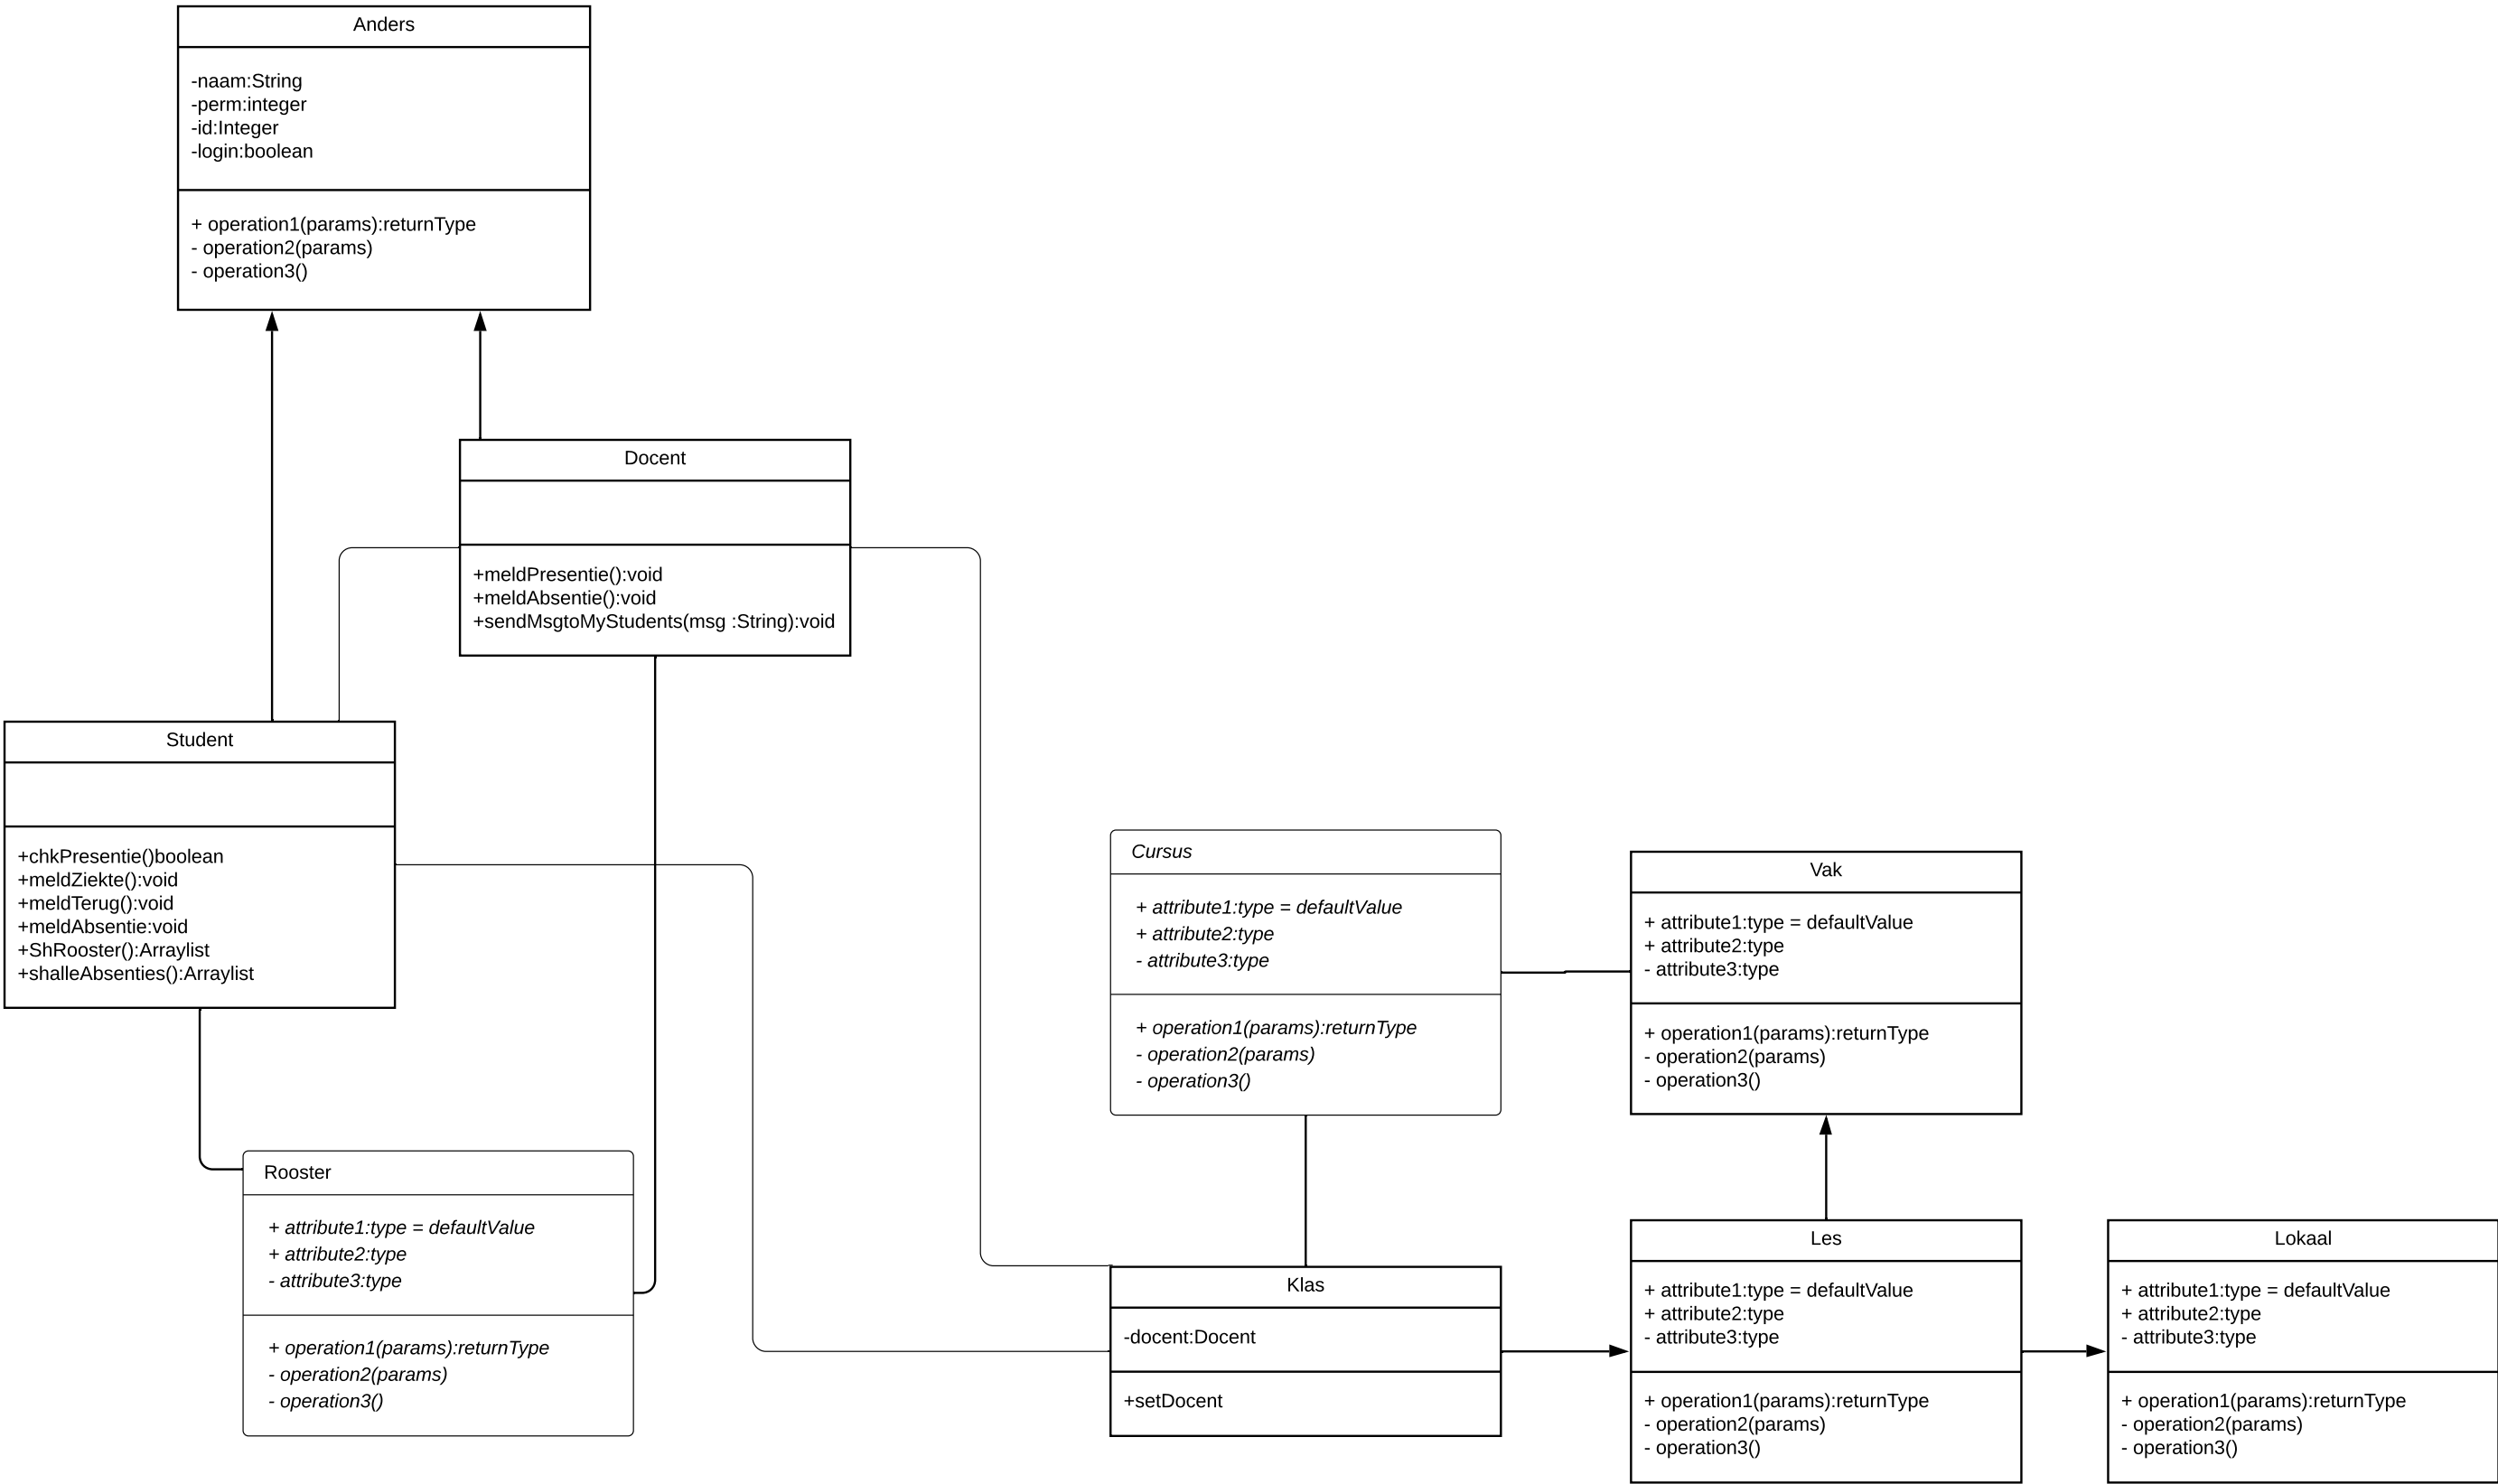 Anders
-naam:String
-perm:integer
-id:Integer
-login:boolean
+ operation1(params):returnType
- operation2(params)
- operation3()
Docent
+meldPresentie():void
+meldAbsentie():void
+sendMsgtoMyStudents(msg :String):void
Student
+chkPresentie()boolean
+meldZiekte():void
+meldTerug():void
+meldAbsentie:void
+ShRooster():Arraylist
+shalleAbsenties():Arraylist
Cursus
+ attribute1:type = defaultValue
+ attribute2:type
- attribute3:type
+ operation1(params):returnType
- operation2(params)
- operation3()
Vak
+ attribute1:type = defaultValue
+ attribute2:type
- attribute3:type
+ operation1(params):returnType
- operation2(params)
- operation3()
Rooster
+ attribute1:type = defaultValue
+ attribute2:type
- attribute3:type
+ operation1(params):returnType
- operation2(params)
- operation3()
Klas
-docent:Docent
+setDocent
Les
+ attribute1:type = defaultValue
+ attribute2:type
- attribute3:type
+ operation1(params):returnType
- operation2(params)
- operation3()
Lokaal
+ attribute1:type = defaultValue
+ attribute2:type
- attribute3:type
+ operation1(params):returnType
- operation2(params)
- operation3()